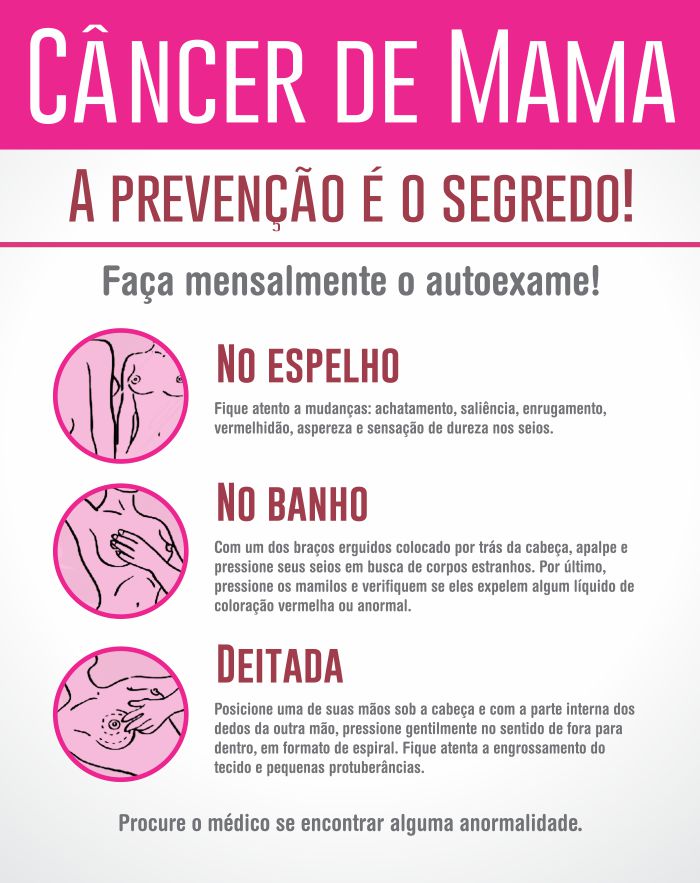 CÂNCER DE MAMA
A PREVENÇÃO É O SEGREDO!
Faça mensalmente o autoexame!
NO ESPELHO
Fique atento a mudanças: achatamento, saliência, enrugamento,
vermelhidão, aspereza e sensação de dureza nos seios.
NO BANHO
Com um dos braços erguidos colocado por trás da cabeça, apalpe e
pressione seus seios em busca de corpos estranhos. Por último,
pressione os mamilos e verifiquem se eles expelem algum líquido de
coloração vermelha ou anormal.
DEITADA
Posicione uma de suas mãos sob a cabeça e com a parte interna dos
dedos da outra mão, pressione gentilmente no sentido de fora para
dentro, em formato de espiral. Fique atenta a engrossamento do
tecido e pequenas protuberâncias.
Procure o médico se encontrar alguma anormalidade.